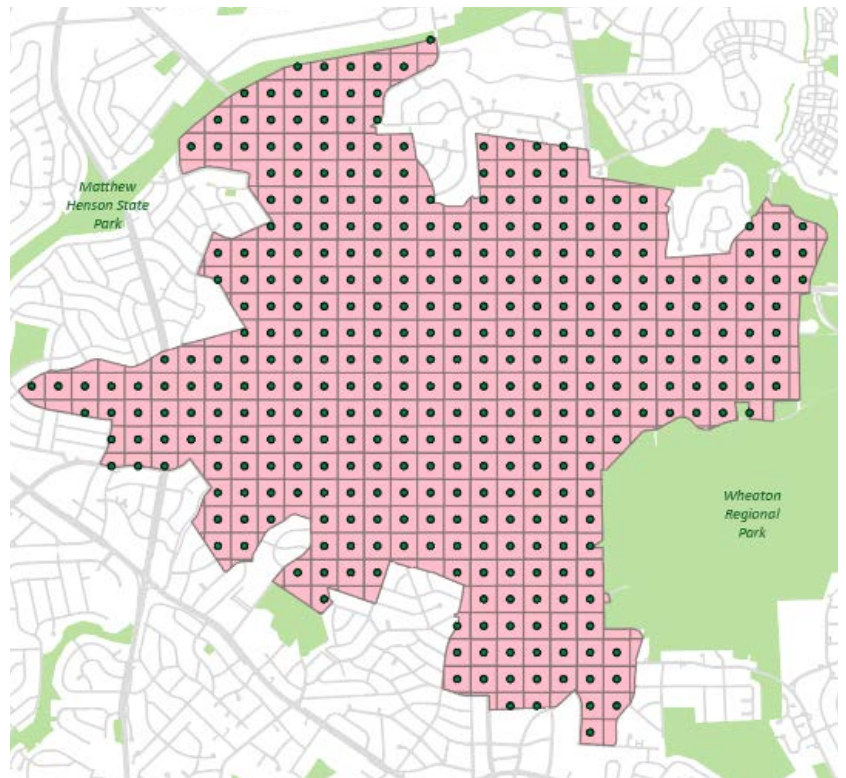 Matthew
Henson State
Park
Wheaton
Regional
Park